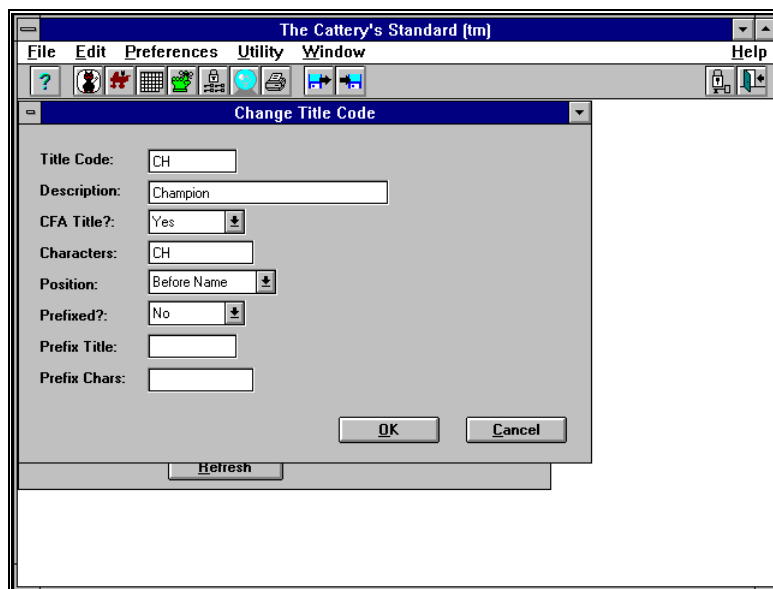 The Cattery's Standard (tm)
File Edit Preferences Utility Window Help
?
Change Title Code
Title Code: CH
Description: Champion
CFA Title?: Yes
Characters: CH
Position: Before Name
Prefixed?: No
Prefix Title:
Prefix Chars:
OK Cancel
Refresh